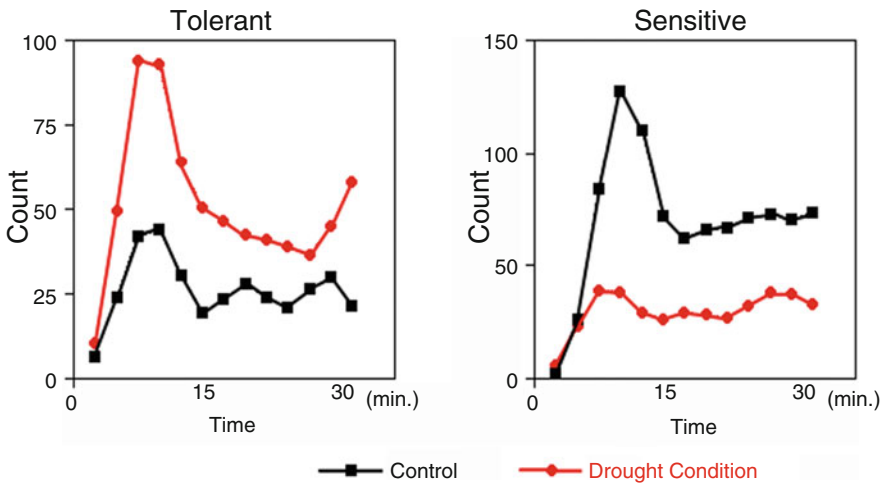 Tolerant
100
75
50
25
0
Count
0 15 30 (min.)
Time
Sensitive
150
100
50
0
Count
0 15 30 (min.)
Time
Control Drought Condition